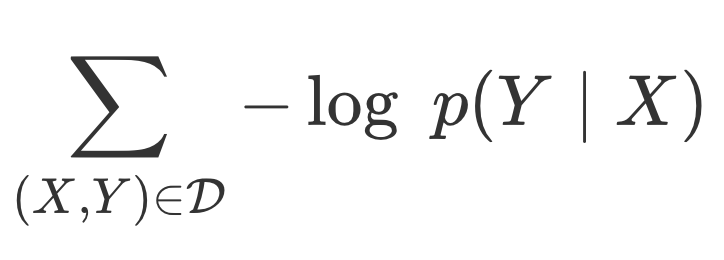 ∑ − log p(Y | X)
(X,Y)∈𝒟